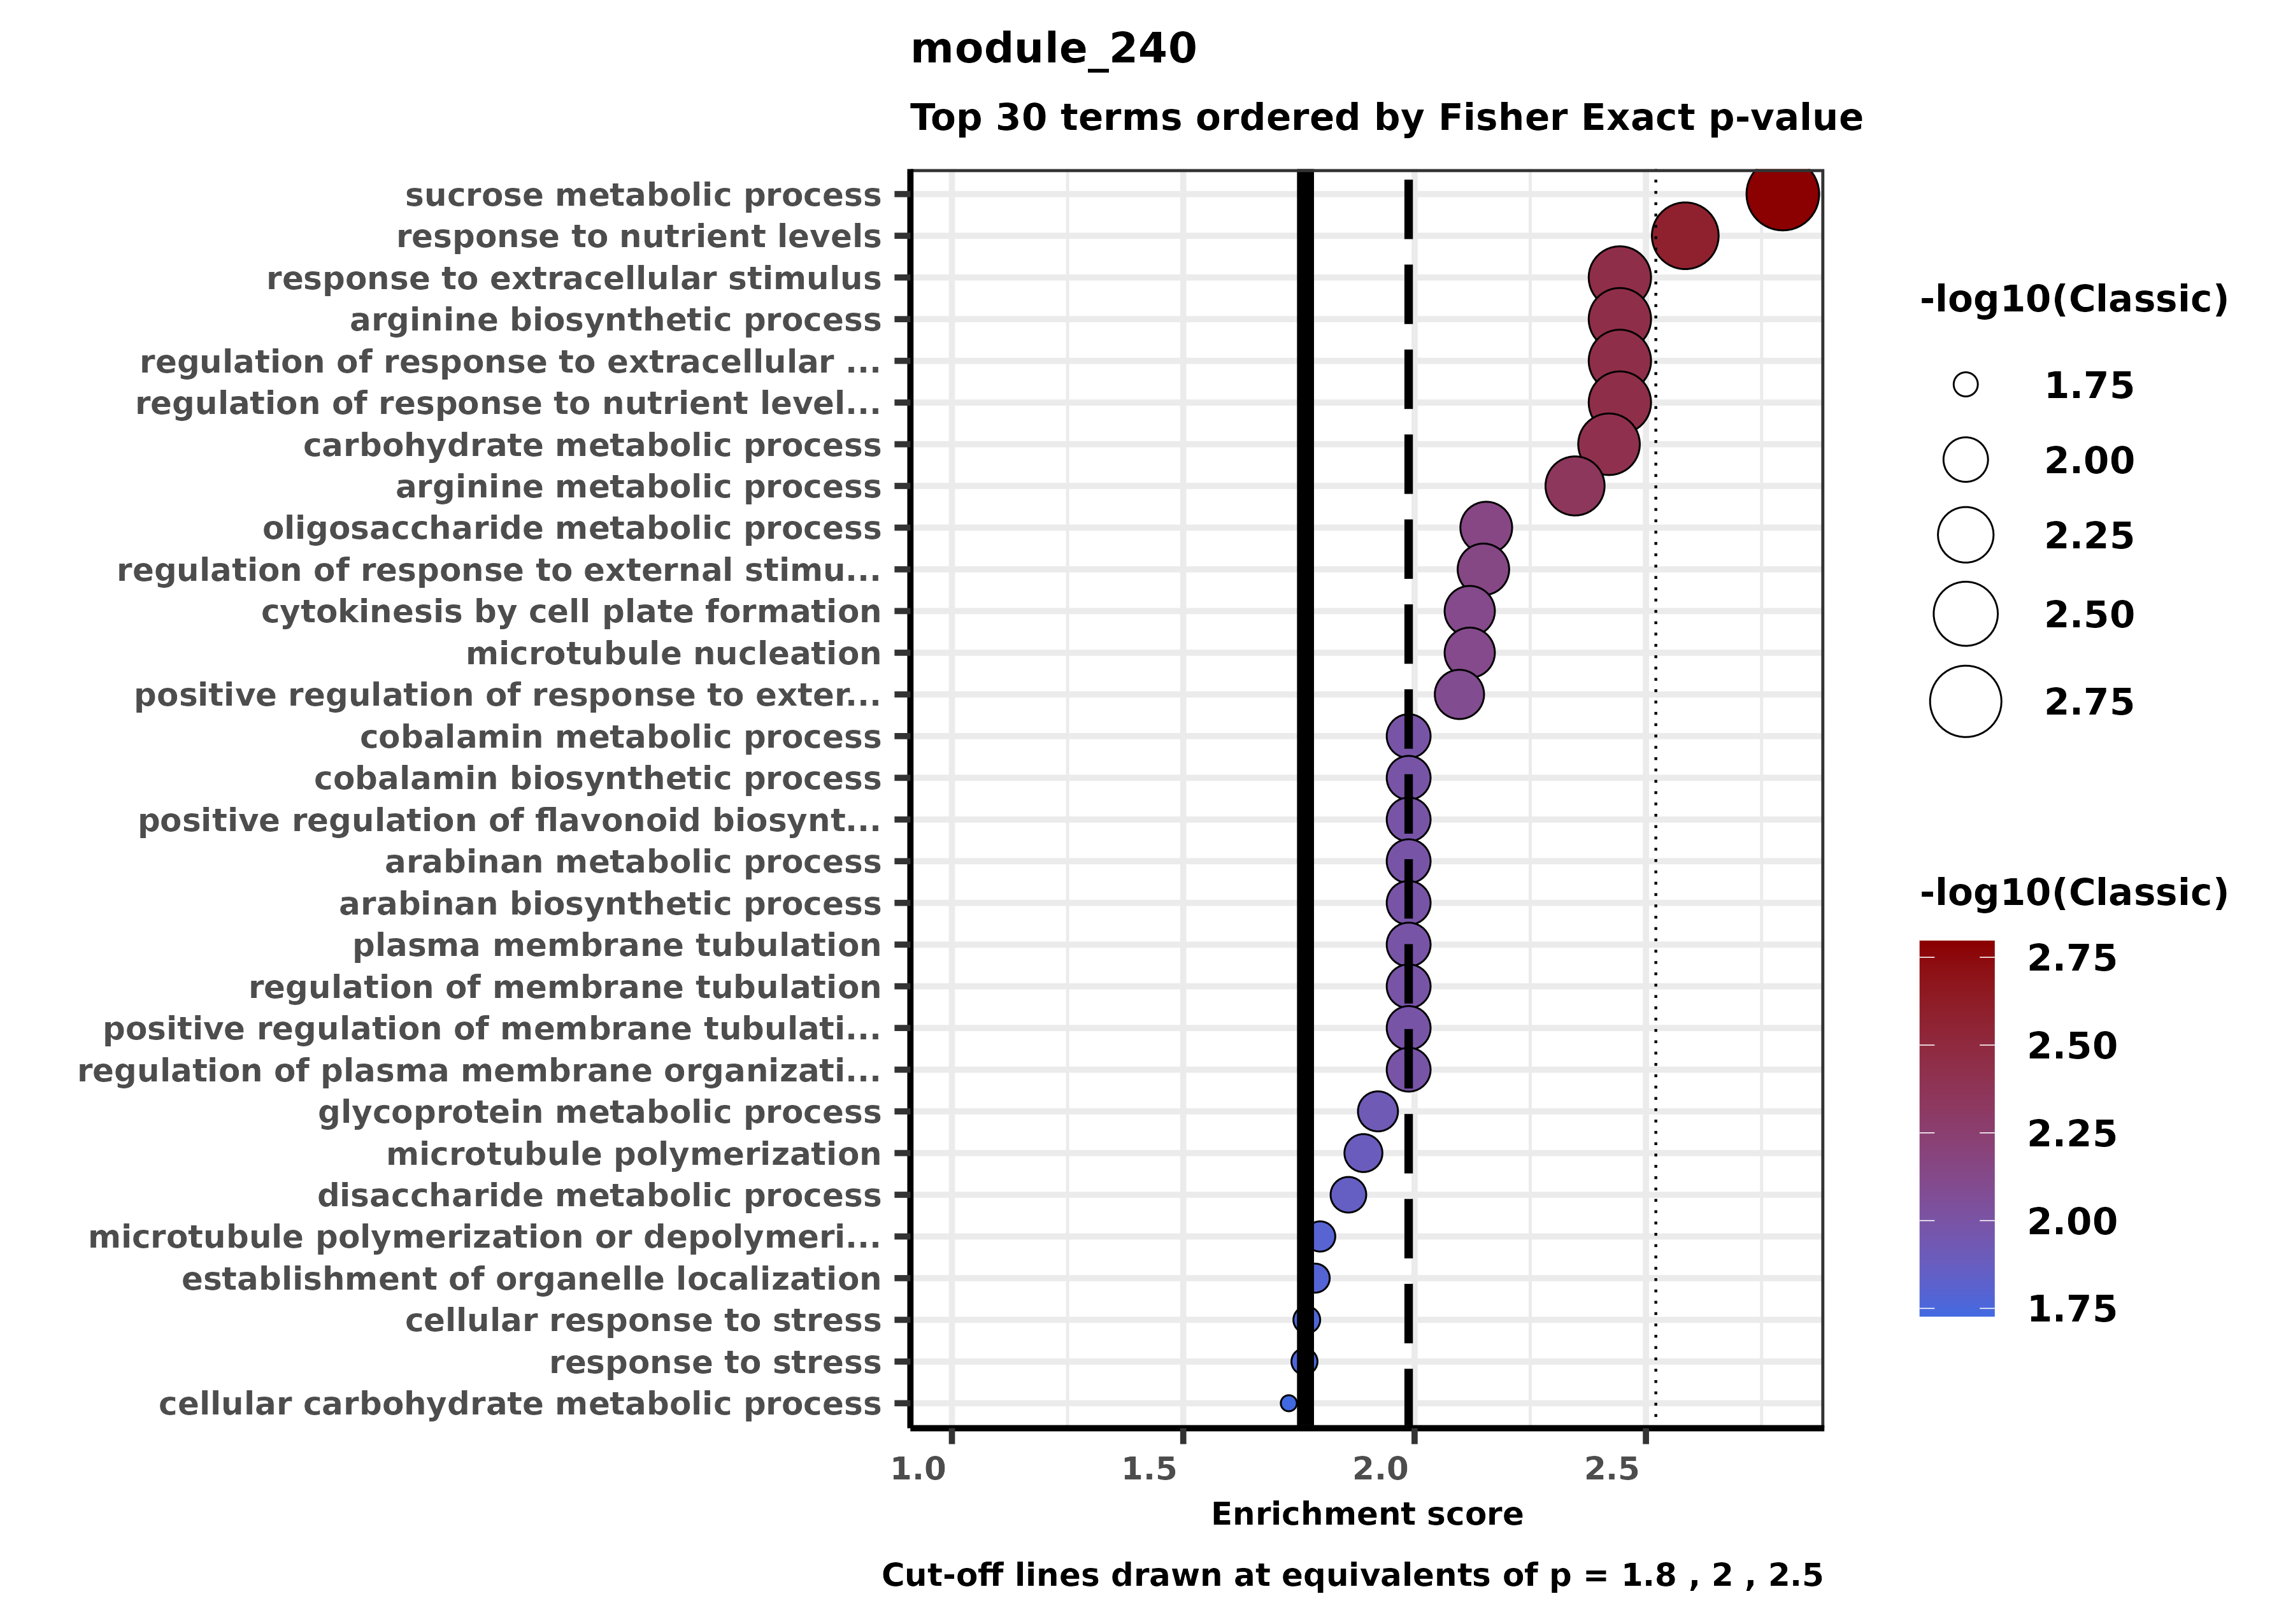 module_240
Top 30 terms ordered by Fisher Exact p-value
sucrose metabolic process
response to nutrient levels
response to extracellular stimulus
arginine biosynthetic process
regulation of response to extracellular ...
regulation of response to nutrient level...
carbohydrate metabolic process
arginine metabolic process
oligosaccharide metabolic process
regulation of response to external stimu...
cytokinesis by cell plate formation
microtubule nucleation
positive regulation of response to exter...
cobalamin metabolic process
cobalamin biosynthetic process
positive regulation of flavonoid biosynt...
arabinan metabolic process
arabinan biosynthetic process
plasma membrane tubulation
regulation of membrane tubulation
positive regulation of membrane tubulati...
regulation of plasma membrane organizati...
glycoprotein metabolic process
microtubule polymerization
disaccharide metabolic process
microtubule polymerization or depolymeri...
establishment of organelle localization
cellular response to stress
response to stress
cellular carbohydrate metabolic process
1.0 1.5 2.0 2.5
Enrichment score
Cut-off lines drawn at equivalents of p = 1.8 , 2 , 2.5
-log10(Classic)
1.75
2.00
2.25
2.50
2.75
-log10(Classic)
2.75
2.50
2.25
2.00
1.75